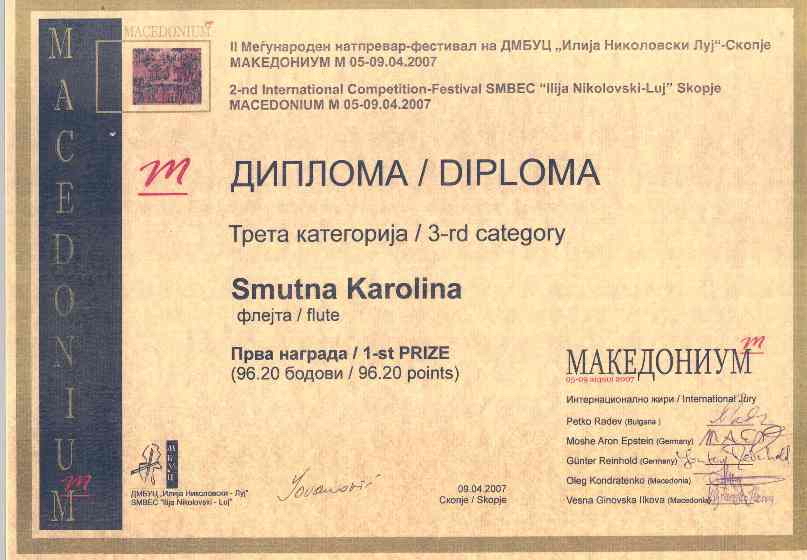 MACEDONIUM
MACEDONIUM
II Меѓународен натпревар-фестивал на ДМБУЦ „Илија Николовски Луј“-Скопје
МАКЕДОНИУМ М 05-09.04.2007
2-nd International Competition-Festival SMBEC “Ilija Nikolovski-Luj” Skopje
MACEDONIUM M 05-09.04.2007
m
ДИПЛОМА / DIPLOMA
Трета категорија / 3-rd category
Smutna Karolina
флејта / flute
Прва награда / 1-st PRIZE
(96.20 бодови / 96.20 points)
m
МАКЕДОНИУМ
05-09 април 2007
Интернационално жири / International Jury
Petko Radev (Bulgaria )
Moshe Aron Epstein (Germany)
Günter Reinhold (Germany)
Oleg Kondratenko (Macedonia)
Vesna Ginovska Ilkova (Macedonia)
m
ДМБУЦ
ДМБУЦ „Илија Николовски - Луј“
SMBEC “Ilija Nikolovski - Luj”
Jovanović
09.04.2007
Скопје / Skopje